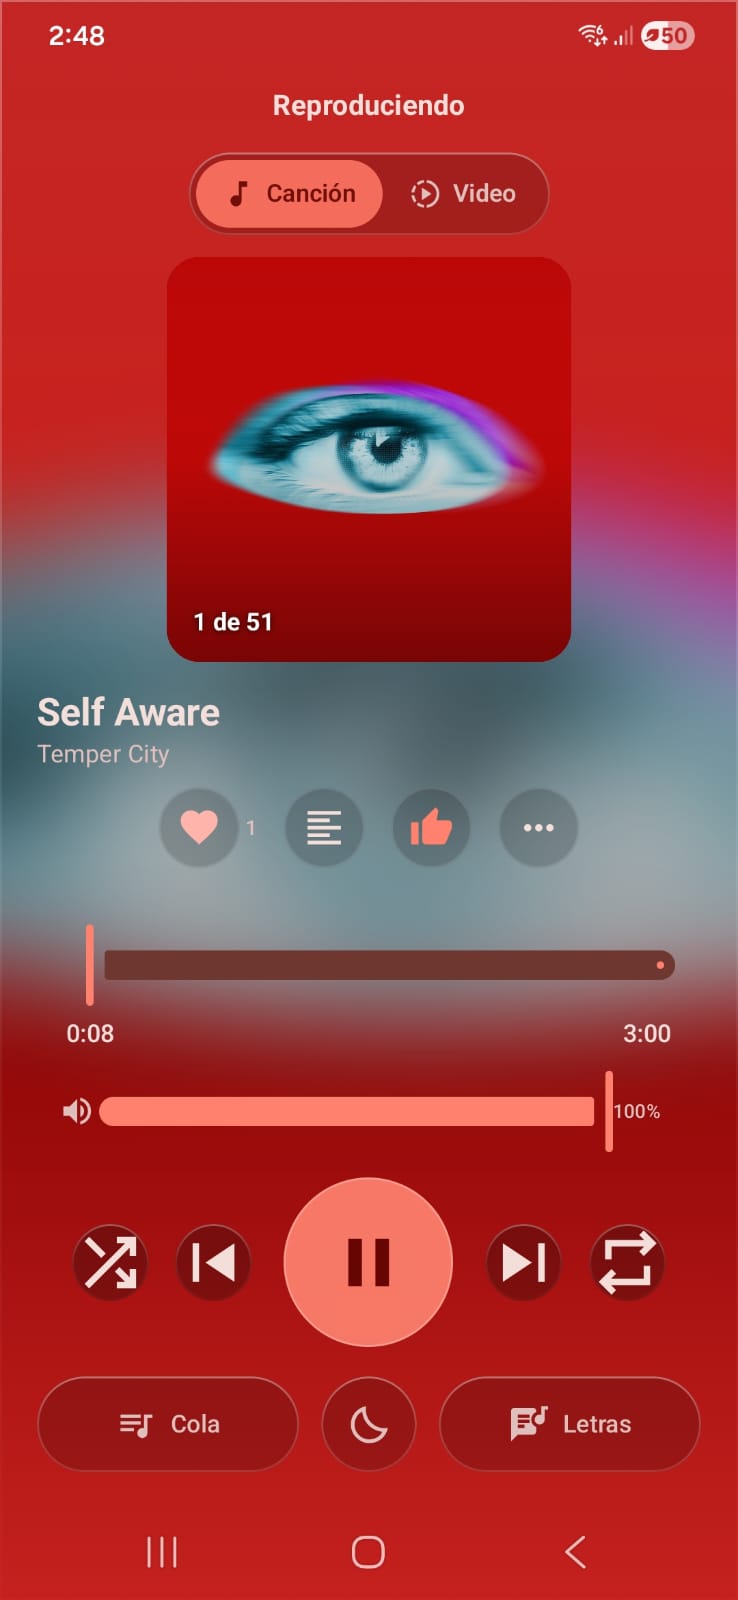 2:48
6
50
Reproduciendo
Canción
Video
1 de 51
Self Aware
Temper City
1
0:08
3:00
100%
Cola
Letras